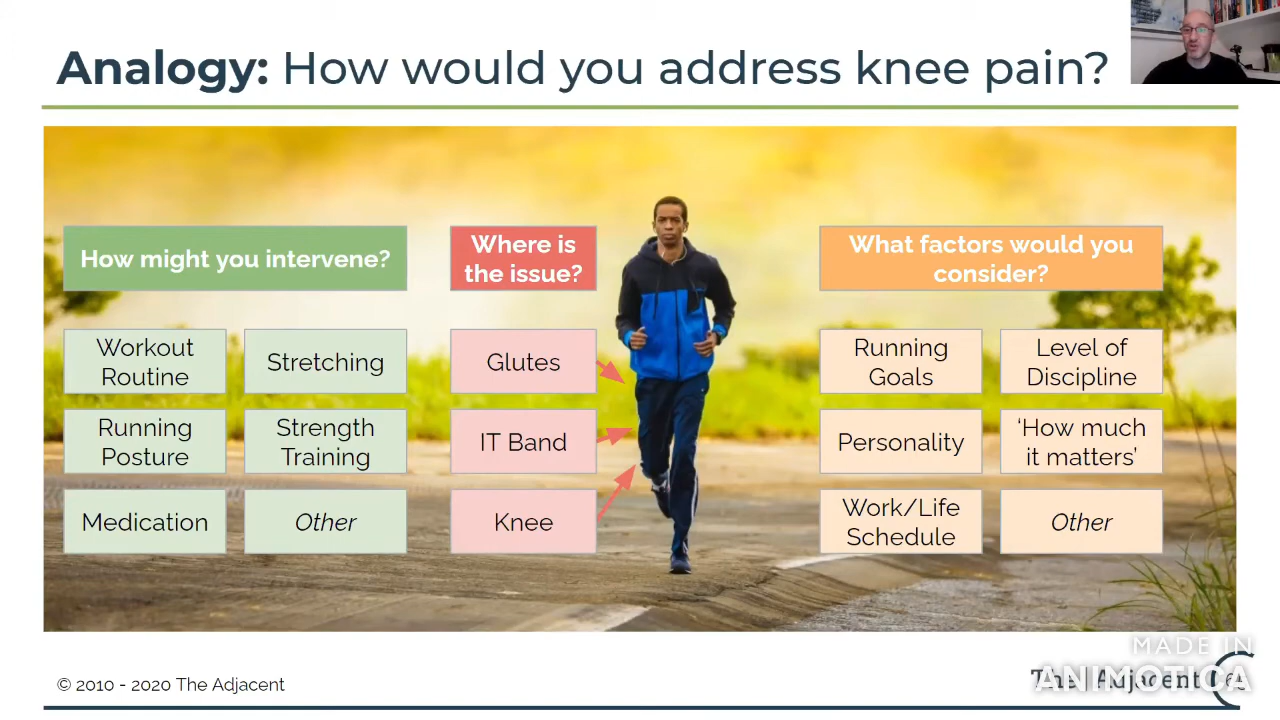 Analogy: How would you address knee pain?
How might you intervene?
Where is
the issue?
What factors would you
consider?
Workout
Routine
Stretching
Glutes
Running
Goals
Level of
Discipline
Running
Posture
Strength
Training
IT Band
Personality
‘How much
it matters’
Medication
Other
Knee
Work/Life
Schedule
Other
© 2010 - 2020 The Adjacent
The Adjacent
MADE IN
ANIMOTICA